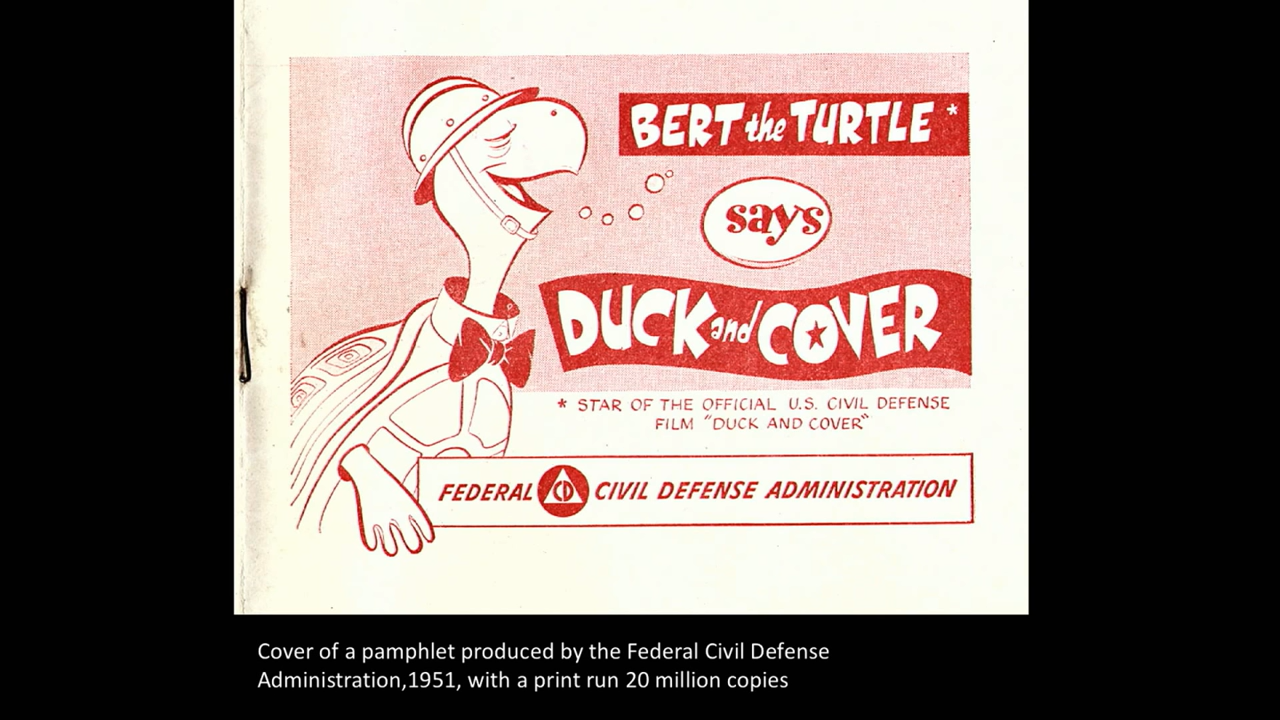 BERT the TURTLE *
says
DUCK and COVER
* STAR OF THE OFFICIAL U.S. CIVIL DEFENSE
FILM "DUCK AND COVER"
FEDERAL CD CIVIL DEFENSE ADMINISTRATION
Cover of a pamphlet produced by the Federal Civil Defense
Administration,1951, with a print run 20 million copies